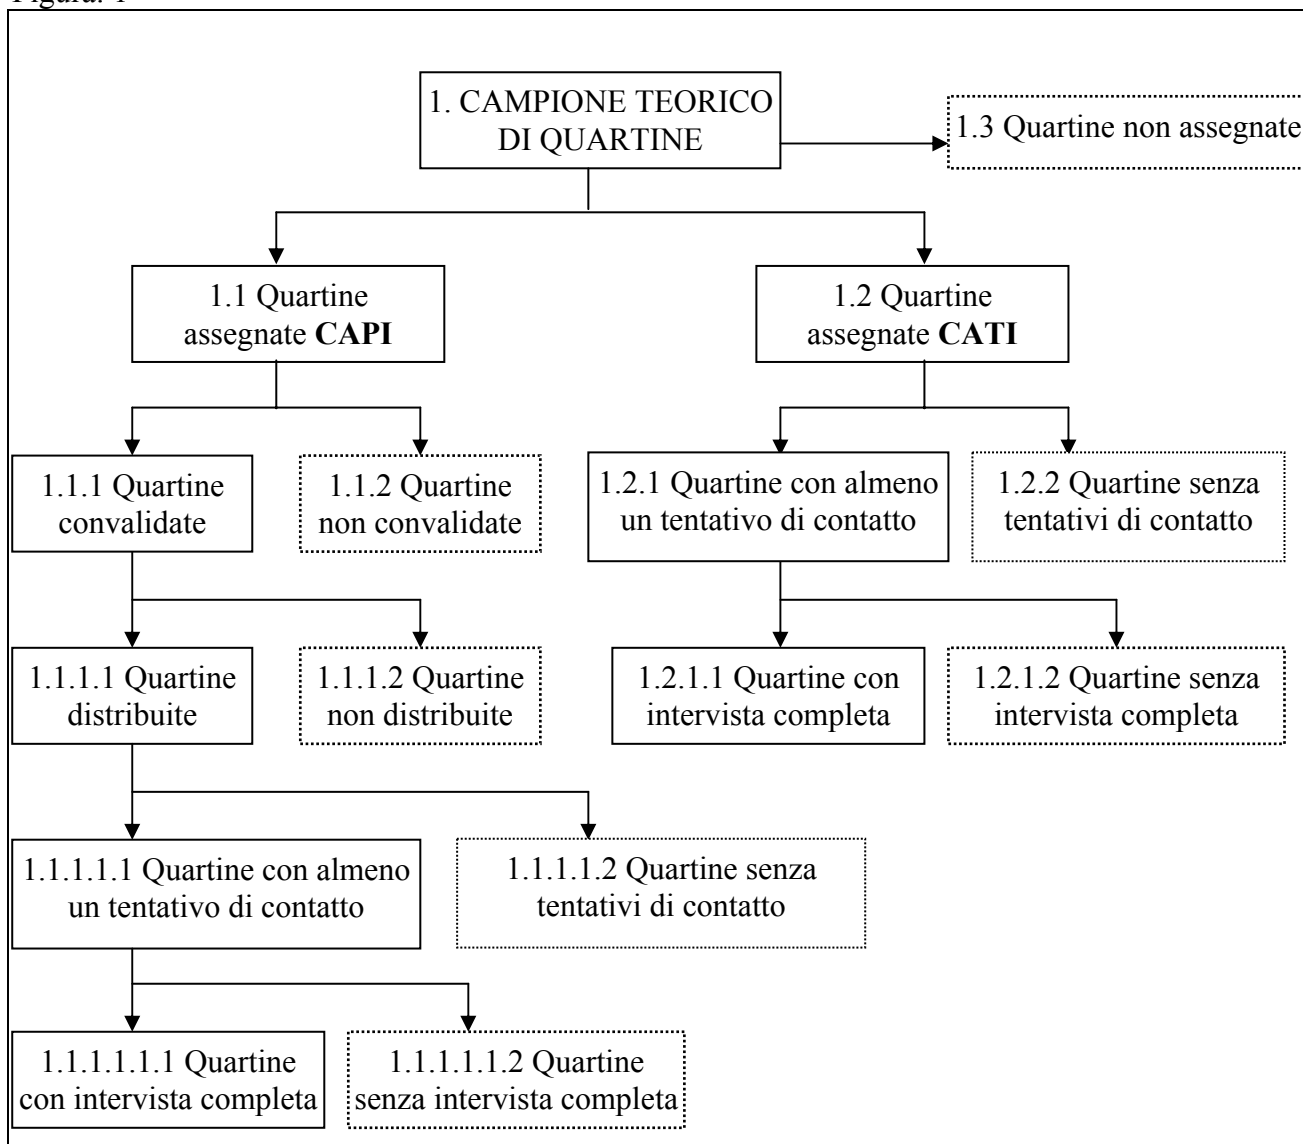 Figura. 1
1. CAMPIONE TEORICO
DI QUARTINE
1.3 Quartine non assegnate
1.1 Quartine
assegnate CAPI
1.2 Quartine
assegnate CATI
1.1.1 Quartine
convalidate
1.1.2 Quartine
non convalidate
1.2.1 Quartine con almeno
un tentativo di contatto
1.2.2 Quartine senza
tentativi di contatto
1.1.1.1 Quartine
distribuite
1.1.1.2 Quartine
non distribuite
1.2.1.1 Quartine con
intervista completa
1.2.1.2 Quartine senza
intervista completa
1.1.1.1.1 Quartine con almeno
un tentativo di contatto
1.1.1.1.2 Quartine senza
tentativi di contatto
1.1.1.1.1.1 Quartine
con intervista completa
1.1.1.1.1.2 Quartine
senza intervista completa